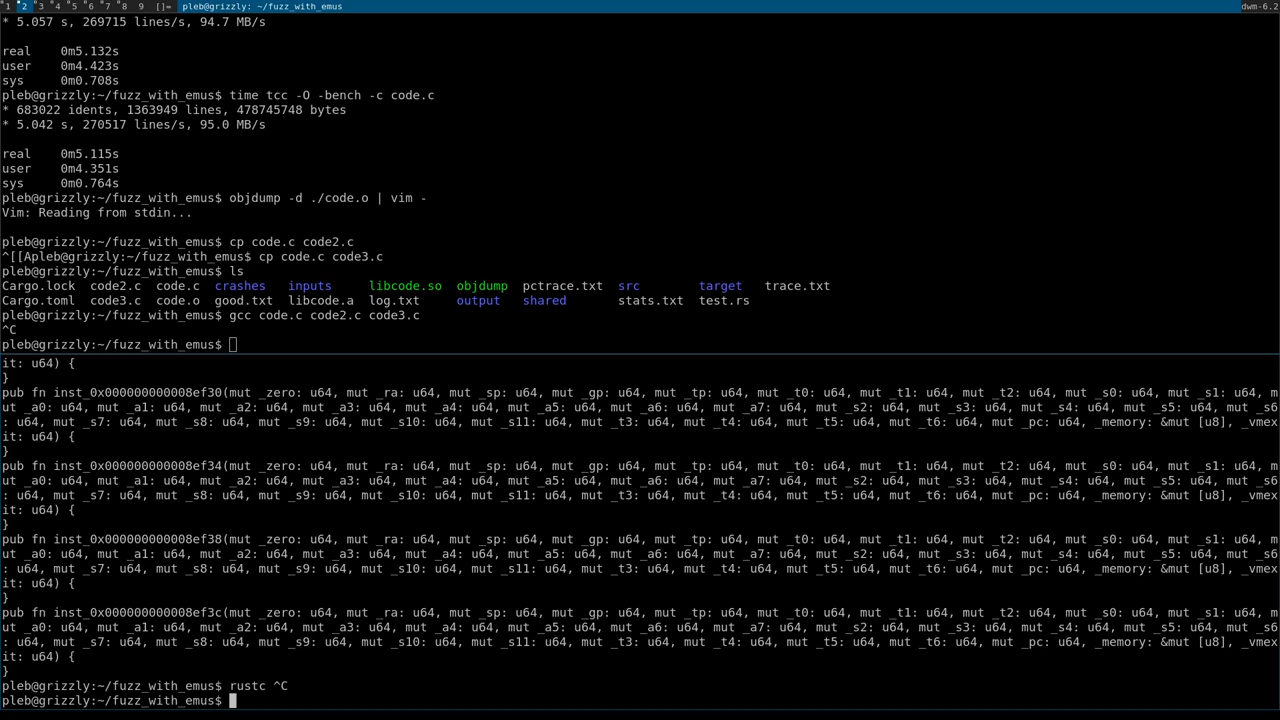 1 2 3 4 5 6 7 8 9 []= pleb@grizzly: ~/fuzz_with_emus dwm-6.2
* 5.057 s, 269715 lines/s, 94.7 MB/s
real 0m5.132s
user 0m4.423s
sys 0m0.708s
pleb@grizzly:~/fuzz_with_emus$ time tcc -O -bench -c code.c
* 683022 idents, 1363949 lines, 478745748 bytes
* 5.042 s, 270517 lines/s, 95.0 MB/s
real 0m5.115s
user 0m4.351s
sys 0m0.764s
pleb@grizzly:~/fuzz_with_emus$ objdump -d ./code.o | vim -
Vim: Reading from stdin...
pleb@grizzly:~/fuzz_with_emus$ cp code.c code2.c
^[[Apleb@grizzly:~/fuzz_with_emus$ cp code.c code3.c
pleb@grizzly:~/fuzz_with_emus$ ls
Cargo.lock code2.c code.c crashes inputs libcode.so objdump pctrace.txt src target trace.txt
Cargo.toml code3.c code.o good.txt libcode.a log.txt output shared stats.txt test.rs
pleb@grizzly:~/fuzz_with_emus$ gcc code.c code2.c code3.c
^C
pleb@grizzly:~/fuzz_with_emus$
it: u64) {
}
pub fn inst_0x000000000008ef30(mut _zero: u64, mut _ra: u64, mut _sp: u64, mut _gp: u64, mut _tp: u64, mut _t0: u64, mut _t1: u64, mut _t2: u64, mut _s0: u64, mut _s1: u64, m
ut _a0: u64, mut _a1: u64, mut _a2: u64, mut _a3: u64, mut _a4: u64, mut _a5: u64, mut _a6: u64, mut _a7: u64, mut _s2: u64, mut _s3: u64, mut _s4: u64, mut _s5: u64, mut _s6
: u64, mut _s7: u64, mut _s8: u64, mut _s9: u64, mut _s10: u64, mut _s11: u64, mut _t3: u64, mut _t4: u64, mut _t5: u64, mut _t6: u64, mut _pc: u64, _memory: &mut [u8], _vmex
it: u64) {
}
pub fn inst_0x000000000008ef34(mut _zero: u64, mut _ra: u64, mut _sp: u64, mut _gp: u64, mut _tp: u64, mut _t0: u64, mut _t1: u64, mut _t2: u64, mut _s0: u64, mut _s1: u64, m
ut _a0: u64, mut _a1: u64, mut _a2: u64, mut _a3: u64, mut _a4: u64, mut _a5: u64, mut _a6: u64, mut _a7: u64, mut _s2: u64, mut _s3: u64, mut _s4: u64, mut _s5: u64, mut _s6
: u64, mut _s7: u64, mut _s8: u64, mut _s9: u64, mut _s10: u64, mut _s11: u64, mut _t3: u64, mut _t4: u64, mut _t5: u64, mut _t6: u64, mut _pc: u64, _memory: &mut [u8], _vmex
it: u64) {
}
pub fn inst_0x000000000008ef38(mut _zero: u64, mut _ra: u64, mut _sp: u64, mut _gp: u64, mut _tp: u64, mut _t0: u64, mut _t1: u64, mut _t2: u64, mut _s0: u64, mut _s1: u64, m
ut _a0: u64, mut _a1: u64, mut _a2: u64, mut _a3: u64, mut _a4: u64, mut _a5: u64, mut _a6: u64, mut _a7: u64, mut _s2: u64, mut _s3: u64, mut _s4: u64, mut _s5: u64, mut _s6
: u64, mut _s7: u64, mut _s8: u64, mut _s9: u64, mut _s10: u64, mut _s11: u64, mut _t3: u64, mut _t4: u64, mut _t5: u64, mut _t6: u64, mut _pc: u64, _memory: &mut [u8], _vmex
it: u64) {
}
pub fn inst_0x000000000008ef3c(mut _zero: u64, mut _ra: u64, mut _sp: u64, mut _gp: u64, mut _tp: u64, mut _t0: u64, mut _t1: u64, mut _t2: u64, mut _s0: u64, mut _s1: u64, m
ut _a0: u64, mut _a1: u64, mut _a2: u64, mut _a3: u64, mut _a4: u64, mut _a5: u64, mut _a6: u64, mut _a7: u64, mut _s2: u64, mut _s3: u64, mut _s4: u64, mut _s5: u64, mut _s6
: u64, mut _s7: u64, mut _s8: u64, mut _s9: u64, mut _s10: u64, mut _s11: u64, mut _t3: u64, mut _t4: u64, mut _t5: u64, mut _t6: u64, mut _pc: u64, _memory: &mut [u8], _vmex
it: u64) {
}
pleb@grizzly:~/fuzz_with_emus$ rustc ^C
pleb@grizzly:~/fuzz_with_emus$